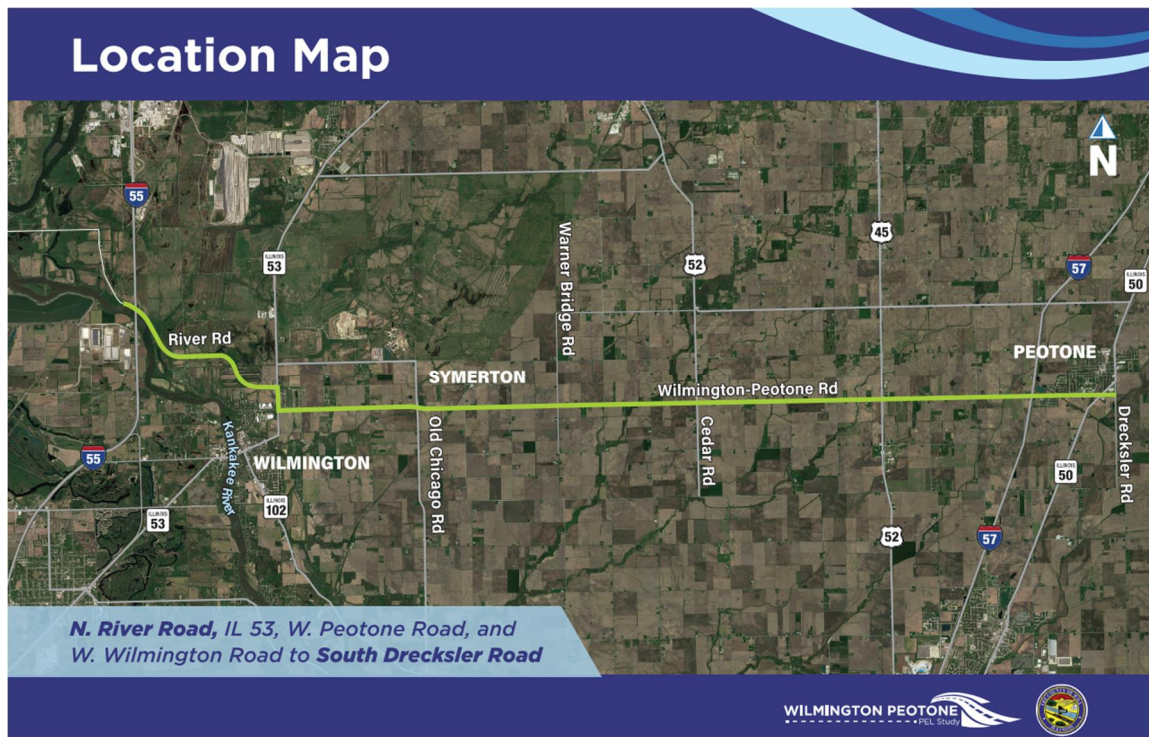 Location Map
N
55
ILLINOIS
53
Warner Bridge Rd
52
45
57
ILLINOIS
50
River Rd
SYMERTON
PEOTONE
Wilmington-Peotone Rd
55
Kankakee River
WILMINGTON
Old Chicago Rd
Cedar Rd
Drecksler Rd
ILLINOIS
53
ILLINOIS
102
52
57
ILLINOIS
50
N. River Road, IL 53, W. Peotone Road, and
W. Wilmington Road to South Drecksler Road
WILMINGTON PEOTONE
PEL Study